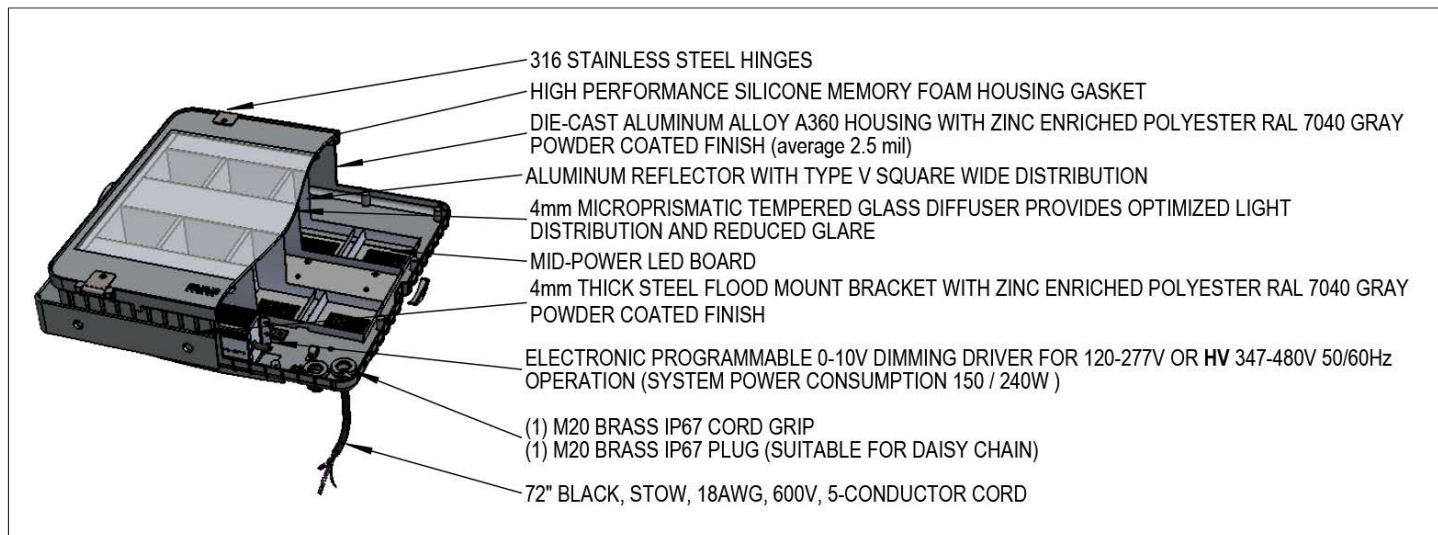 316 STAINLESS STEEL HINGES
HIGH PERFORMANCE SILICONE MEMORY FOAM HOUSING GASKET
DIE-CAST ALUMINUM ALLOY A360 HOUSING WITH ZINC ENRICHED POLYESTER RAL 7040 GRAY
POWDER COATED FINISH (average 2.5 mil)
ALUMINUM REFLECTOR WITH TYPE V SQUARE WIDE DISTRIBUTION
4mm MICROPRISMATIC TEMPERED GLASS DIFFUSER PROVIDES OPTIMIZED LIGHT
DISTRIBUTION AND REDUCED GLARE
MID-POWER LED BOARD
4mm THICK STEEL FLOOD MOUNT BRACKET WITH ZINC ENRICHED POLYESTER RAL 7040 GRAY
POWDER COATED FINISH
ELECTRONIC PROGRAMMABLE 0-10V DIMMING DRIVER FOR 120-277V OR HV 347-480V 50/60Hz
OPERATION (SYSTEM POWER CONSUMPTION 150 / 240W )
(1) M20 BRASS IP67 CORD GRIP
(1) M20 BRASS IP67 PLUG (SUITABLE FOR DAISY CHAIN)
72" BLACK, STOW, 18AWG, 600V, 5-CONDUCTOR CORD